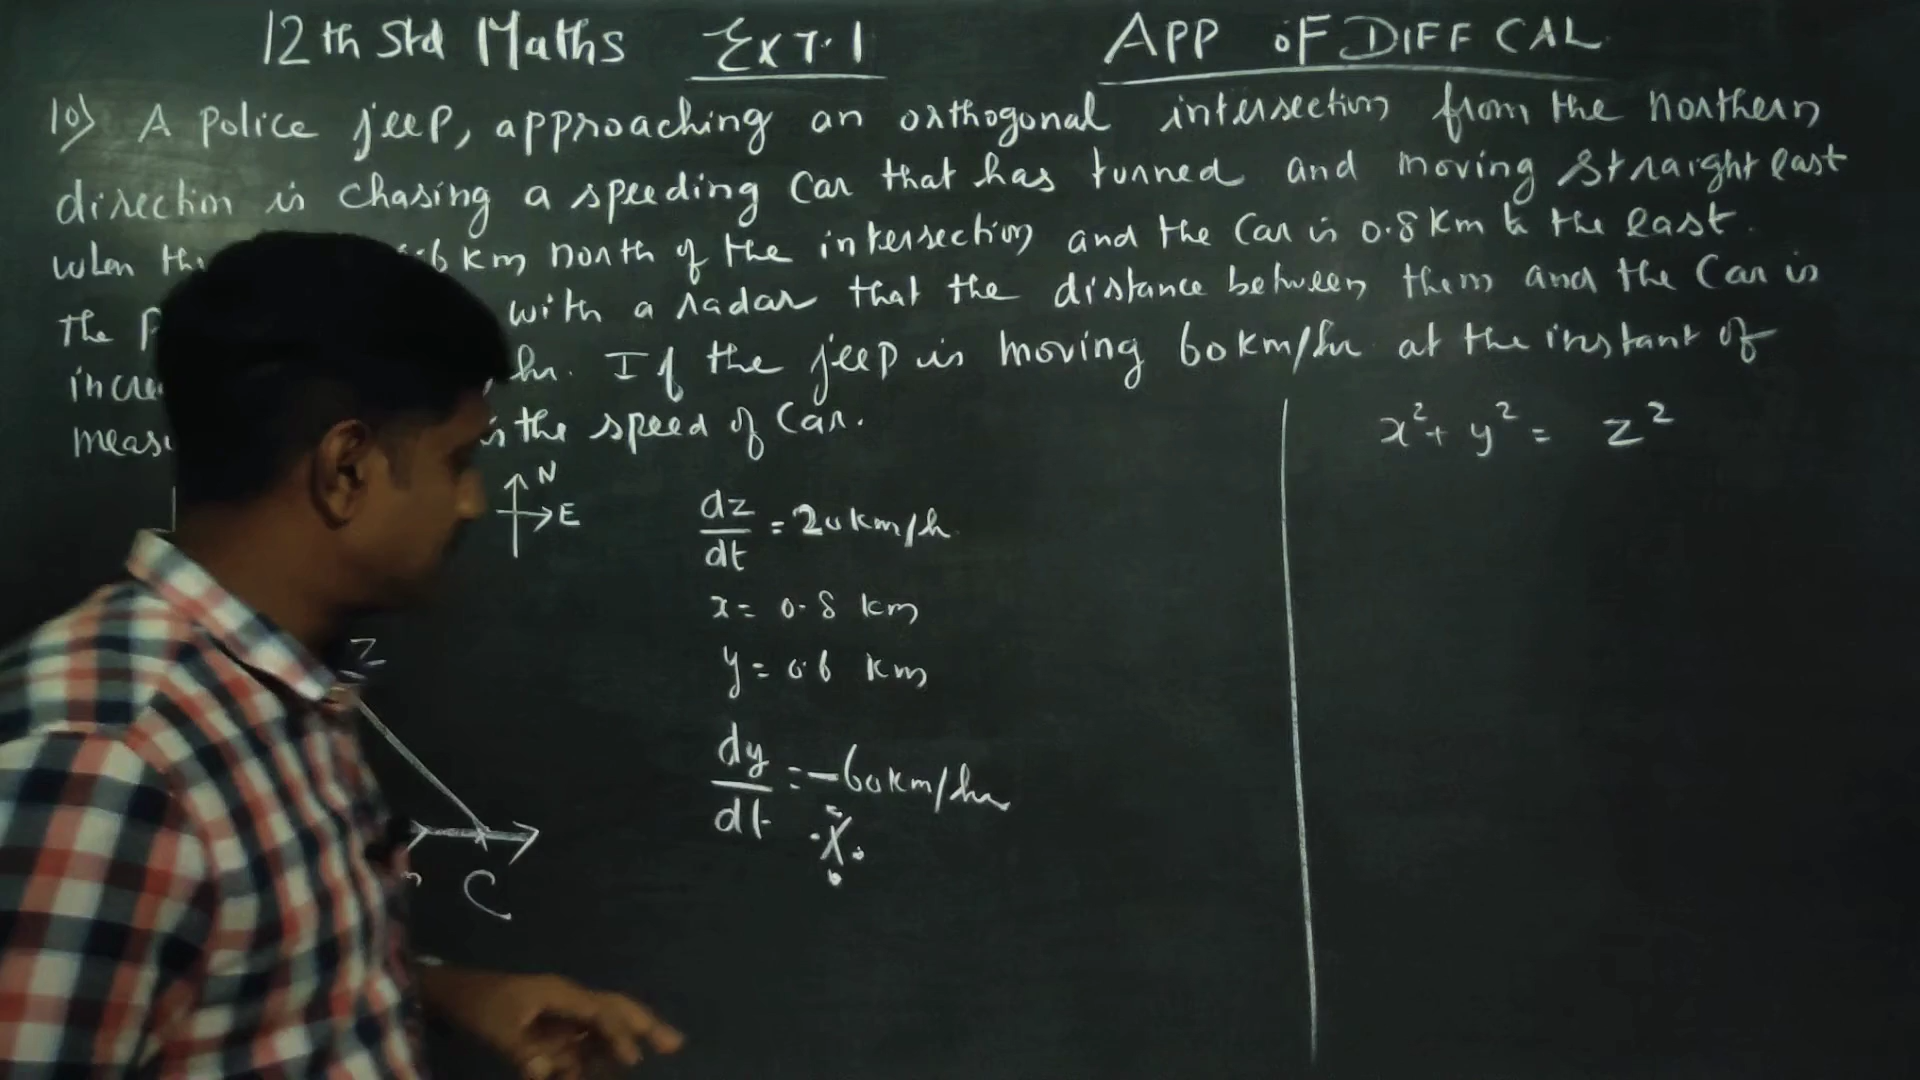 12th Std Maths Ex 7.1 APP OF DIFF CAL
10) A police jeep, approaching an orthogonal intersection from the northern
direction is chasing a speeding Car that has turned and moving straight east
when km north of the intersection and the Car is 0.8 km to the east.
The with a radar that the distance between them and the Car is
hr. If the jeep is moving 60 km/hr at the instant of
the speed of Car.
x² + y² = z²
N
E
dz/dt = 20 km/h
x = 0.8 km
y = 0.6 km
dy/dt = -60 km/hr
Z
C